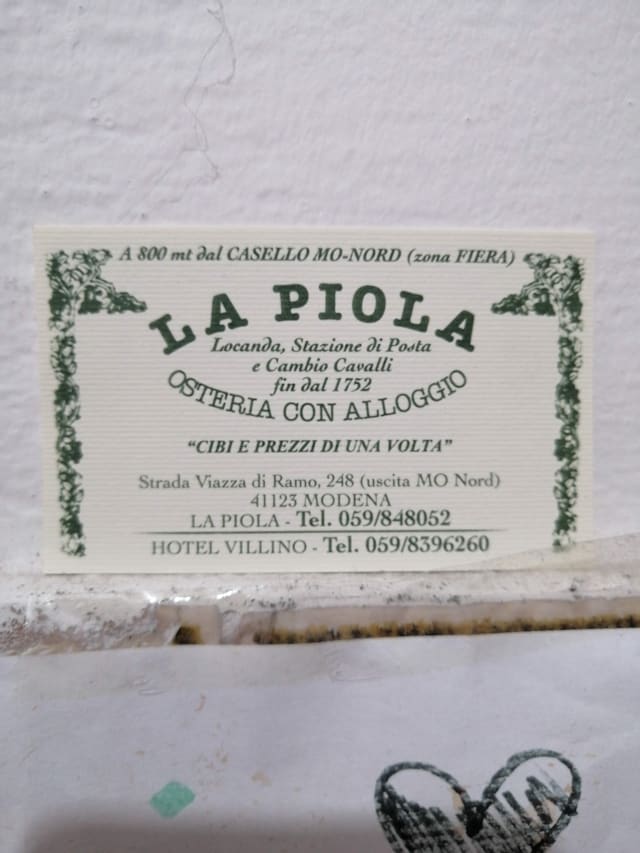 A 800 mt dal CASELLO MO-NORD (zona FIERA)
LA PIOLA
Locanda, Stazione di Posta
e Cambio Cavalli
fin dal 1752
OSTERIA CON ALLOGGIO
"CIBI E PREZZI DI UNA VOLTA"
Strada Viazza di Ramo, 248 (uscita MO Nord)
41123 MODENA
LA PIOLA - Tel. 059/848052
HOTEL VILLINO - Tel. 059/8396260